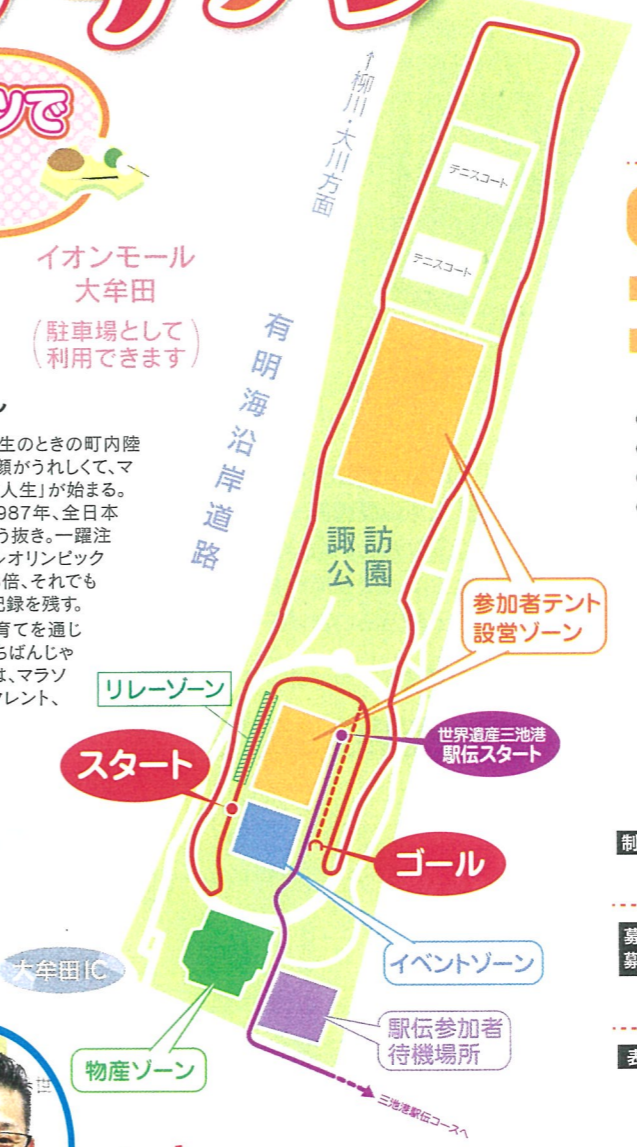 ↑柳川・大川方面
テニスコート
テニスコート
イオンモール
大牟田
(駐車場として
利用できます)
有明海沿岸道路
生のときの町内陸
顔がうれしくて、マ
人生」が始まる。
987年、全日本
う抜き。一躍注
レオリンピック
倍、それでも
記録を残す。
育てを通じ
ちばんじゃ
は、マラソ
タレント、
諏訪
公園
参加者テント
設営ゾーン
リレーゾーン
世界遺産三池港
駅伝スタート
スタート
ゴール
大牟田IC
イベントゾーン
駅伝参加者
待機場所
物産ゾーン
三池港駅伝コースへ
制
募
募
表